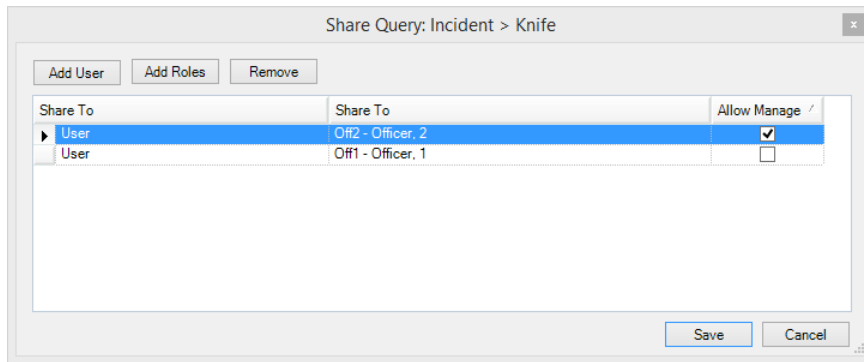 Share Query: Incident > Knife
x
Add User Add Roles Remove
Share To Share To Allow Manage
User Off2 - Officer, 2
User Off1 - Officer, 1
Save Cancel